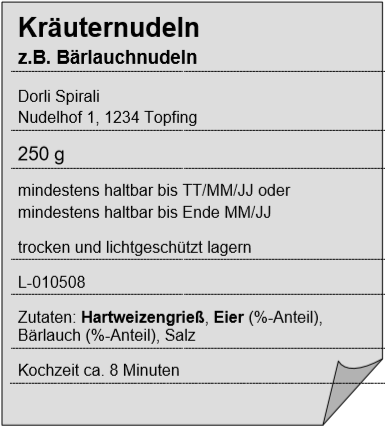 Kräuternudeln
z.B. Bärlauchnudeln
Dorli Spirali
Nudelhof 1, 1234 Topfing
250 g
mindestens haltbar bis TT/MM/JJ oder
mindestens haltbar bis Ende MM/JJ
trocken und lichtgeschützt lagern
L-010508
Zutaten: Hartweizengrieß, Eier (%-Anteil),
Bärlauch (%-Anteil), Salz
Kochzeit ca. 8 Minuten